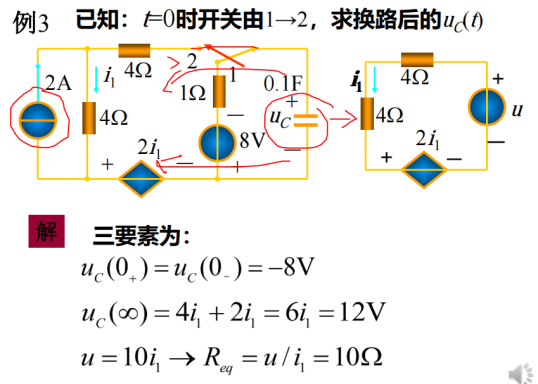 例3 已知：t=0时开关由1→2，求换路后的uC(t)
2A
i1
4Ω
4Ω
2
1
1Ω
0.1F
+
uC
−
−
8V
+
+
2i1
−
i1
4Ω
4Ω
+
u
−
+
2i1
−
解 三要素为：
uC(0+) = uC(0−) = −8V
uC(∞) = 4i1 + 2i1 = 6i1 = 12V
u = 10i1 → Req = u / i1 = 10Ω